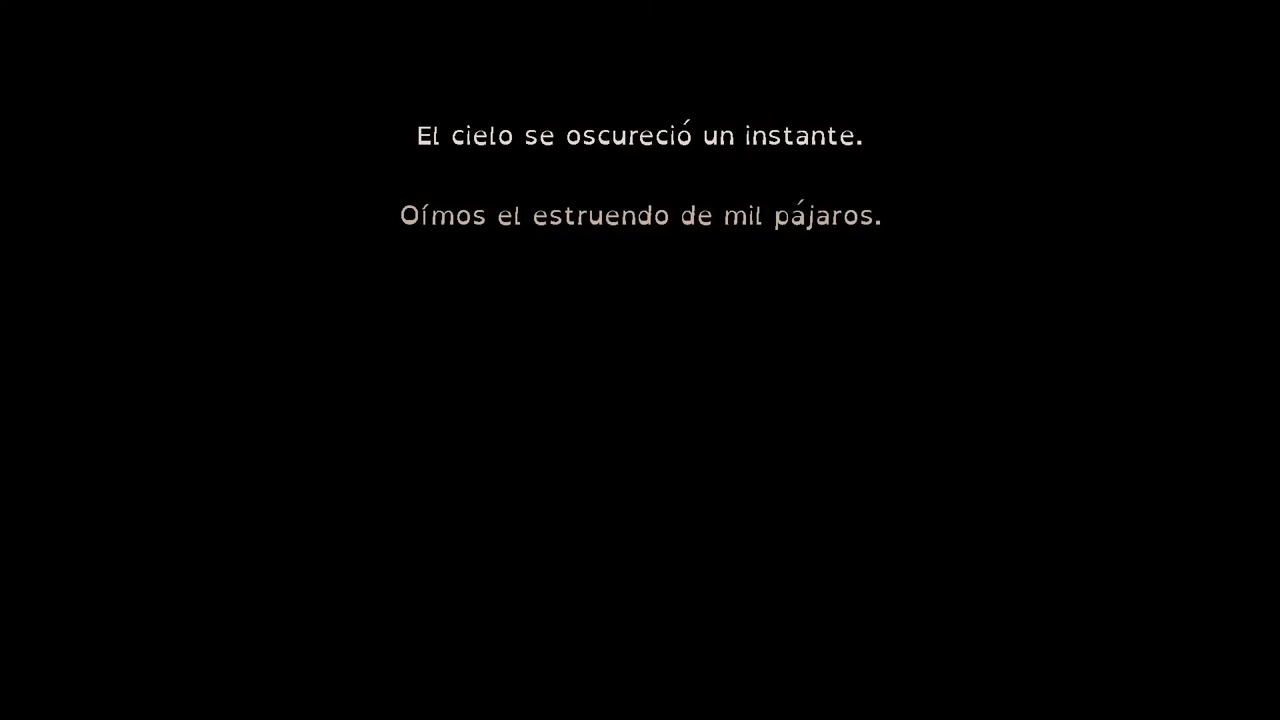 El cielo se oscureció un instante.
Oímos el estruendo de mil pájaros.